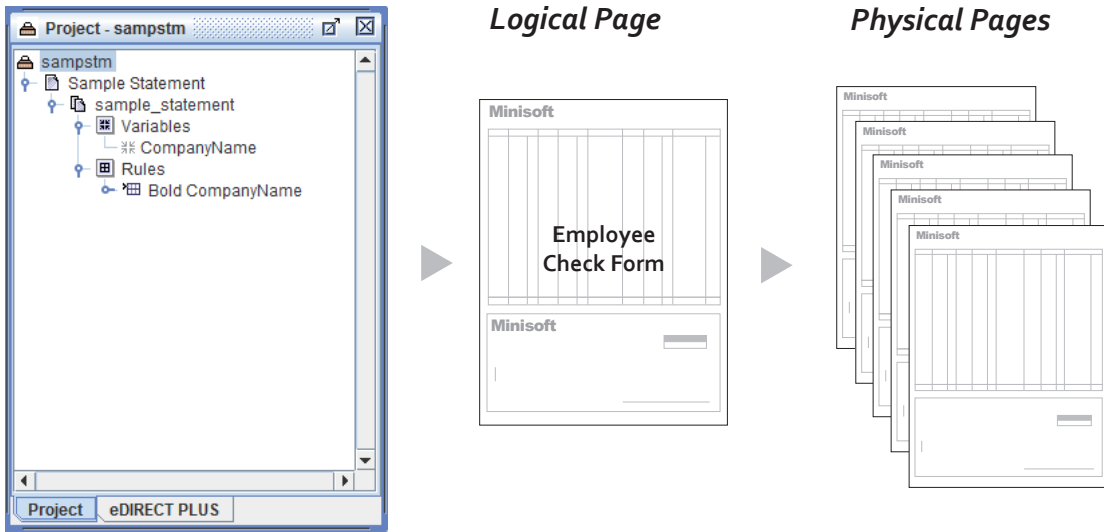 Project - sampstm
sampstm
Sample Statement
sample_statement
Variables
CompanyName
Rules
Bold CompanyName
Project
eDIRECT PLUS
Logical Page
Minisoft
Employee
Check Form
Minisoft
Physical Pages
Minisoft
Minisoft
Minisoft
Minisoft
Minisoft